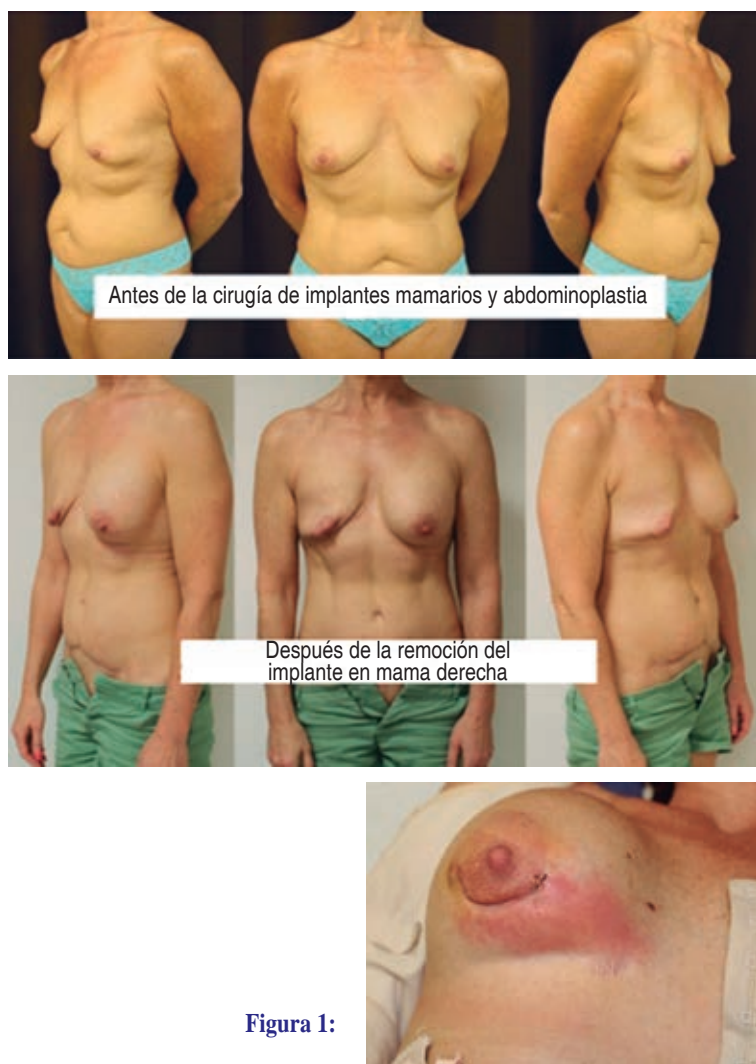 Antes de la cirugía de implantes mamarios y abdominoplastia
Después de la remoción del
implante en mama derecha
Figura 1: